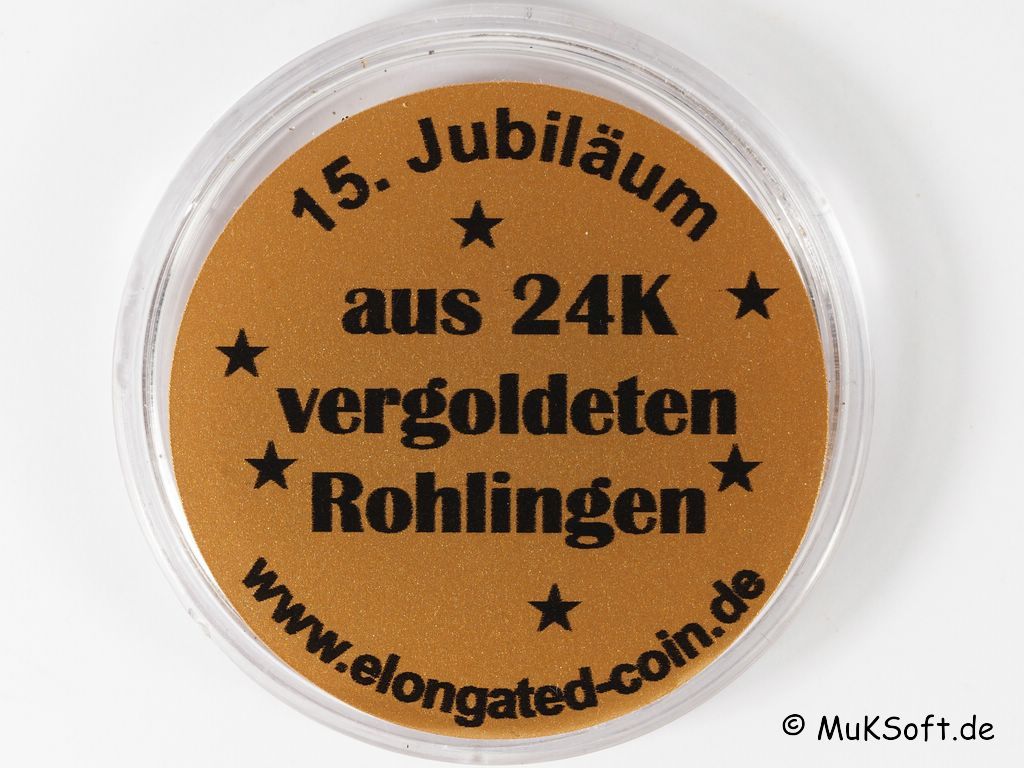 15. Jubiläum
aus 24K
vergoldeten
Rohlingen
www.elongated-coin.de
© MuKSoft.de